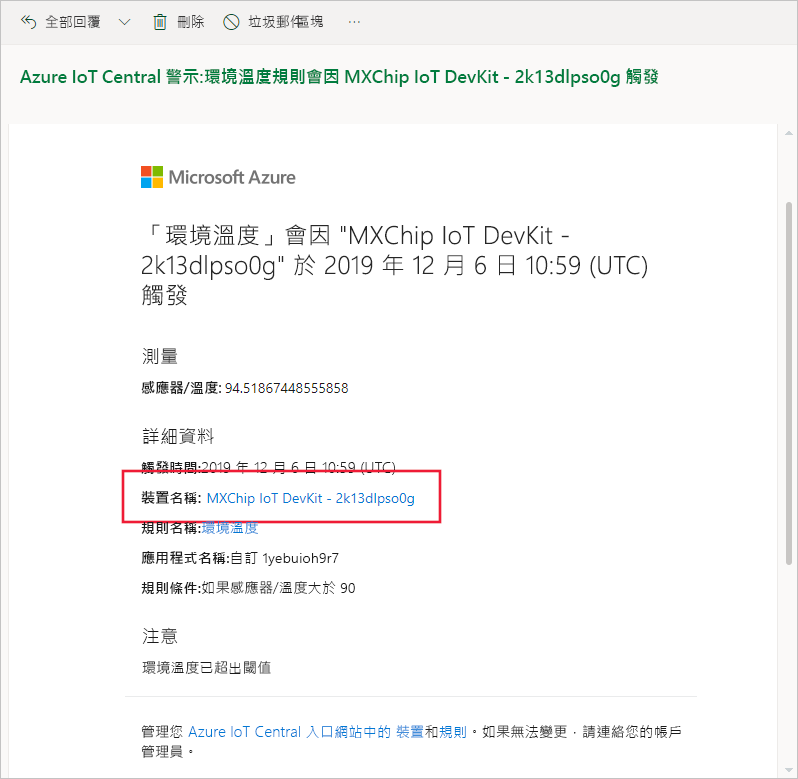 全部回覆 刪除 垃圾郵件區塊 ...
Azure IoT Central 警示:環境溫度規則會因 MXChip IoT DevKit - 2k13dlpso0g 觸發
Microsoft Azure
「環境溫度」會因 "MXChip IoT DevKit -
2k13dlpso0g" 於 2019 年 12 月 6 日 10:59 (UTC)
觸發
測量
感應器/溫度: 94.51867448555858
詳細資料
觸發時間:2019 年 12 月 6 日 10:59 (UTC)
裝置名稱: MXChip IoT DevKit - 2k13dlpso0g
規則名稱:環境溫度
應用程式名稱:自訂 1yebuioh9r7
規則條件:如果感應器/溫度大於 90
注意
環境溫度已超出閾值
管理您 Azure IoT Central 入口網站中的 裝置和規則。如果無法變更，請連絡您的帳戶
管理員。